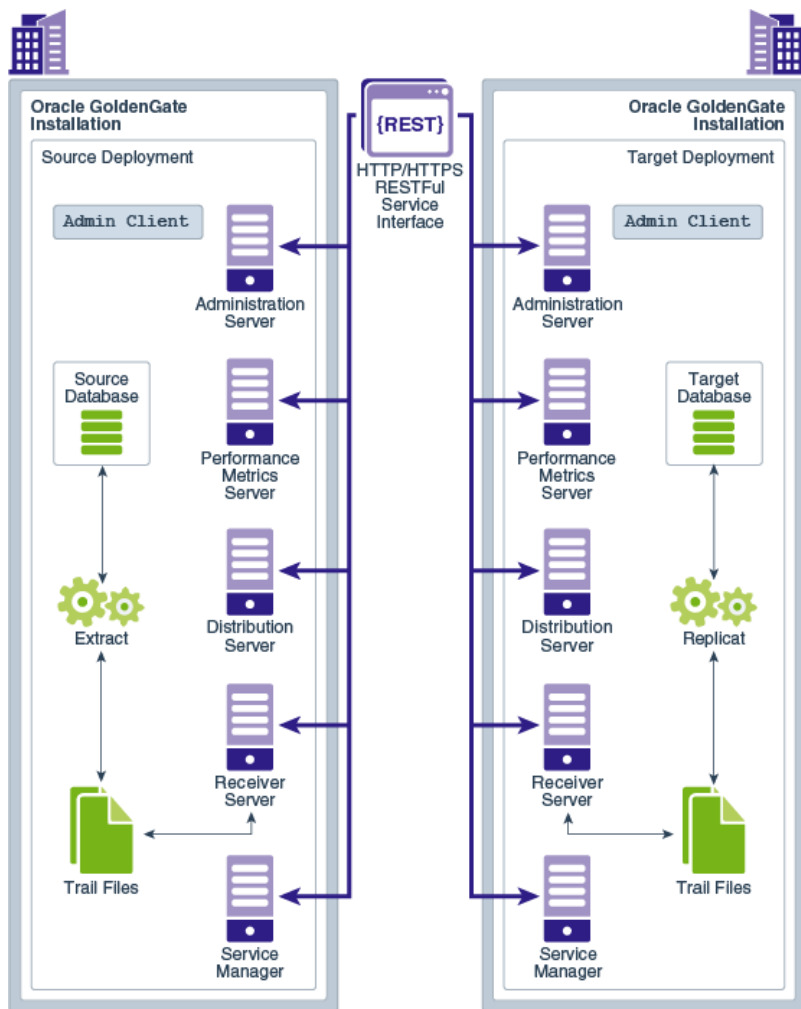 Oracle GoldenGate
Installation
Source Deployment
Admin Client
Administration
Server
Source
Database
Performance
Metrics
Server
Extract
Distribution
Server
Receiver
Server
Trail Files
Service
Manager
{REST}
HTTP/HTTPS
RESTFul
Service
Interface
Oracle GoldenGate
Installation
Target Deployment
Admin Client
Administration
Server
Performance
Metrics
Server
Target
Database
Distribution
Server
Replicat
Receiver
Server
Trail Files
Service
Manager